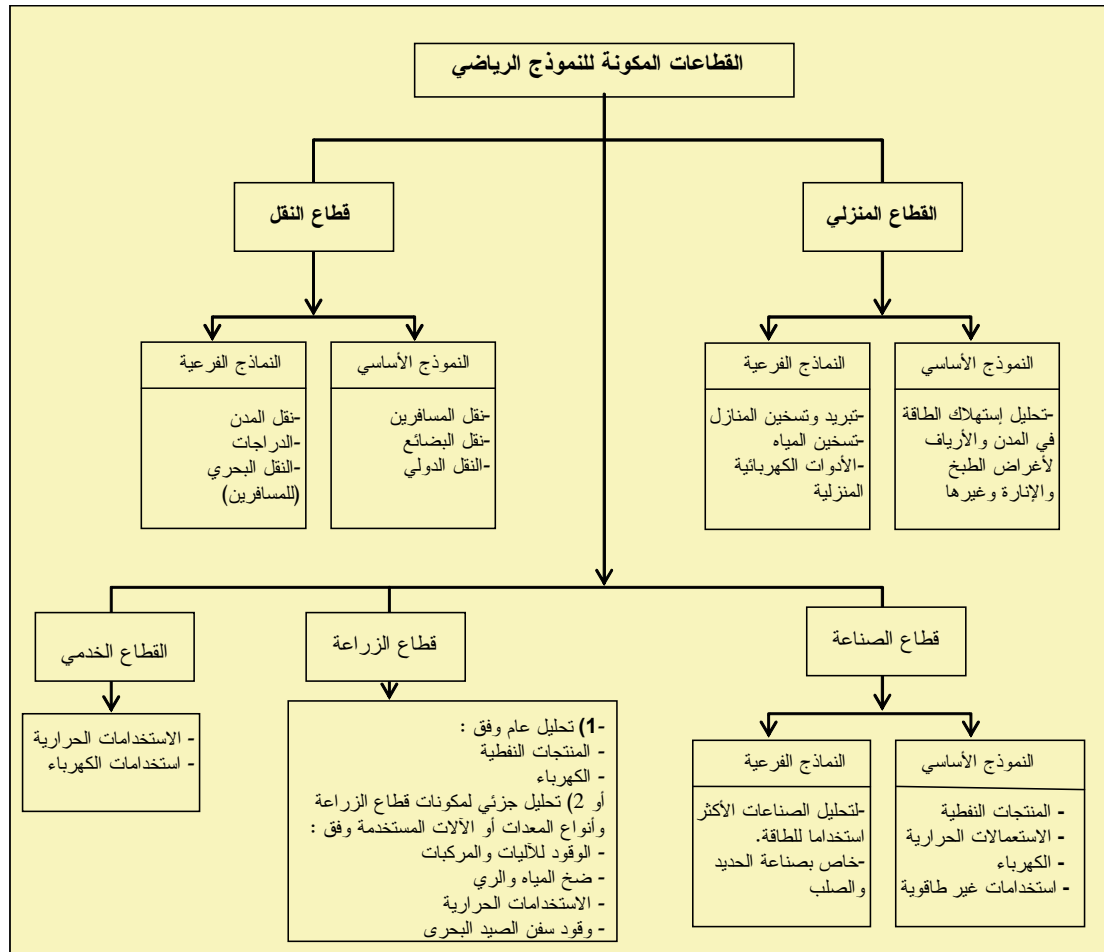 القطاعات المكونة للنموذج الرياضي
القطاع المنزلي
قطاع النقل
النموذج الأساسي
-تحليل إستهلاك الطاقة
في المدن والأرياف
لأغراض الطبخ
والإنارة وغيرها
النماذج الفرعية
-تبريد وتسخين المنازل
-تسخين المياه
-الأدوات الكهربائية
المنزلية
النموذج الأساسي
-نقل المسافرين
-نقل البضائع
-النقل الدولي
النماذج الفرعية
-نقل المدن
-الدراجات
-النقل البحري
(للمسافرين)
قطاع الصناعة
قطاع الزراعة
القطاع الخدمي
النموذج الأساسي
- المنتجات النفطية
- الاستعمالات الحرارية
- الكهرباء
- استخدامات غير طاقوية
النماذج الفرعية
-لتحليل الصناعات الأكثر
استخداما للطاقة.
-خاص بصناعة الحديد
والصلب
-1) تحليل عام وفق :
- المنتجات النفطية
- الكهرباء
أو 2) تحليل جزئي لمكونات قطاع الزراعة
وأنواع المعدات أو الآلات المستخدمة وفق :
- الوقود للآليات والمركبات
- ضخ المياه والري
- الاستخدامات الحرارية
- وقود سفن الصيد البحرى
- الاستخدامات الحرارية
- استخدامات الكهرباء